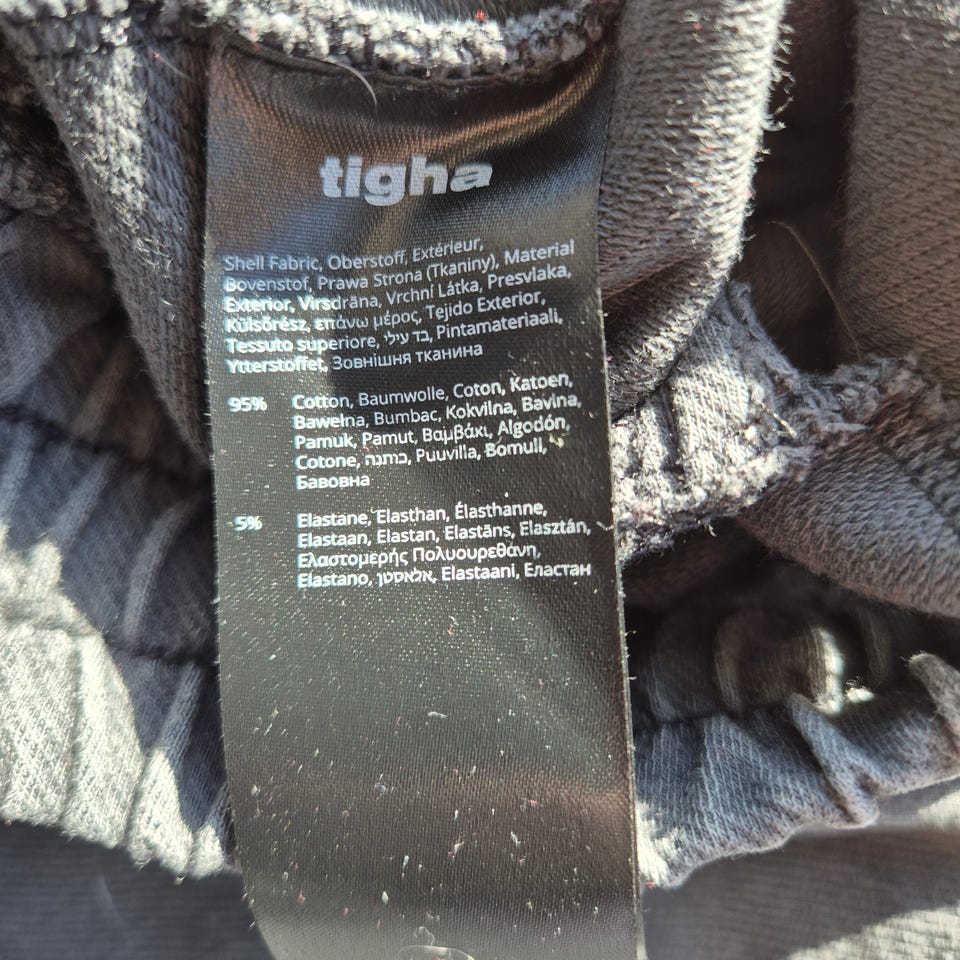 tigha
Shell Fabric, Oberstoff, Extérieur,
Bovenstof, Prawa Strona (Tkaniny), Material
Exterior, Virsdrāna, Vrchní Látka, Presvlaka,
Külsőrész, επάνω μέρος, Tejido Exterior,
Tessuto superiore, בד עילי, Pintamateriaali,
Ytterstoffet, Зовнішня тканина
95% Cotton, Baumwolle, Coton, Katoen,
Bawełna, Bumbac, Kokvilna, Bavlna,
Pamuk, Pamut, Βαμβάκι, Algodón,
Cotone, כותנה, Puuvilla, Bomull,
Бавовна
5% Elastane, Elasthan, Élasthanne,
Elastaan, Elastan, Elastāns, Elasztán,
Ελαστομερής Πολυουρεθάνη,
Elastano, אלאסטן, Elastaani, Еластан